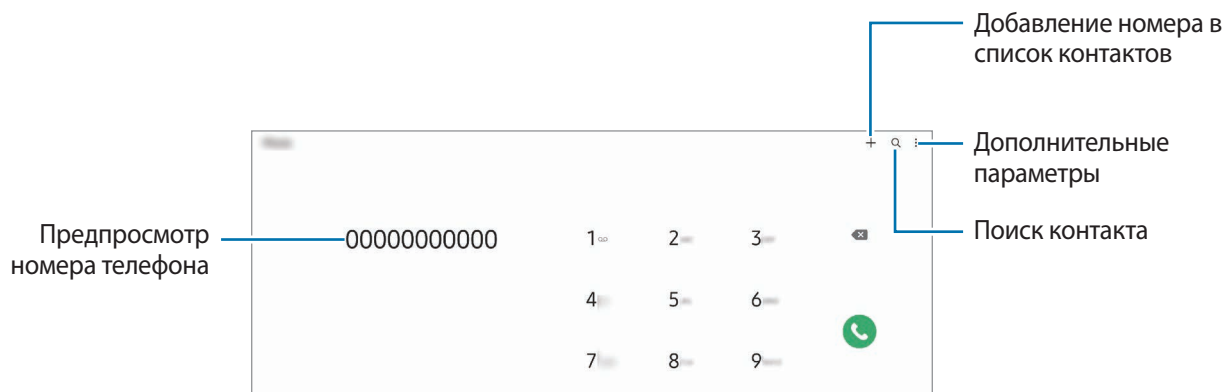 Добавление номера в
список контактов
Дополнительные
параметры
Предпросмотр
номера телефона
00000000000
1 2 3
Поиск контакта
4 5 6
7 8 9